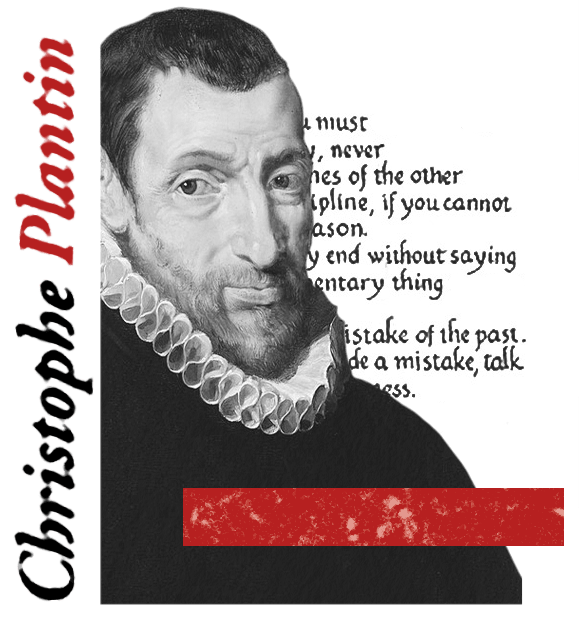 Christophe Plantin
must
never
of the other
if you cannot
end without saying
thing
of the past.
a mistake, talk